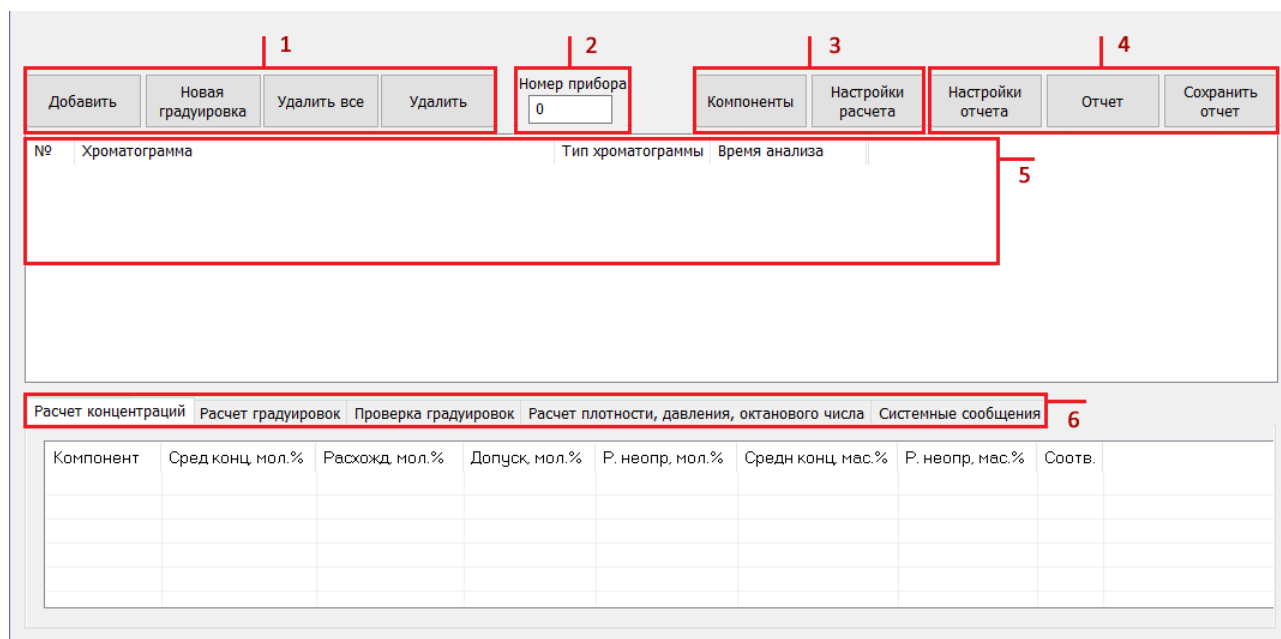 1 2 3 4
Добавить Новая градуировка Удалить все Удалить Номер прибора 0 Компоненты Настройки расчета Настройки отчета Отчет Сохранить отчет
№ Хроматограмма Тип хроматограммы Время анализа
5
Расчет концентраций Расчет градуировок Проверка градуировок Расчет плотности, давления, октанового числа Системные сообщения
6
Компонент Сред конц, мол.% Расхожд, мол.% Допуск, мол.% Р. неопр, мол.% Средн конц, мас.% Р. неопр, мас.% Соотв.